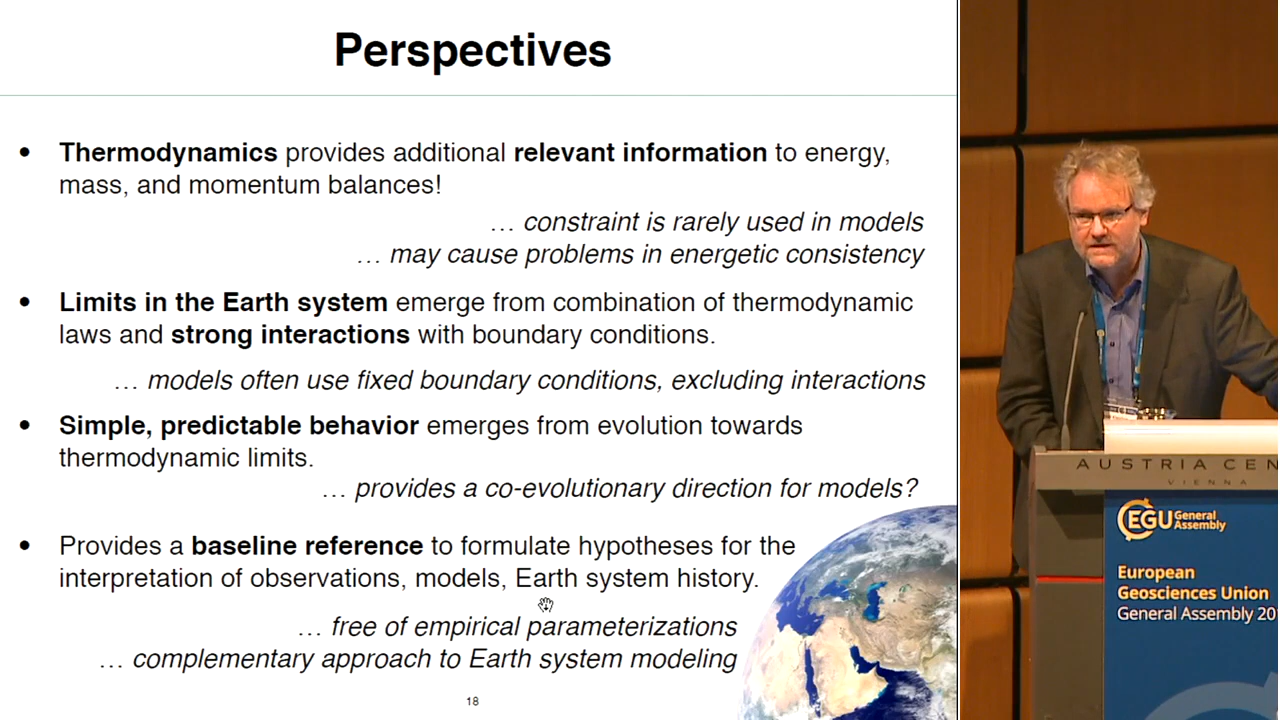 Perspectives
• Thermodynamics provides additional relevant information to energy,
mass, and momentum balances!
… constraint is rarely used in models
… may cause problems in energetic consistency
• Limits in the Earth system emerge from combination of thermodynamic
laws and strong interactions with boundary conditions.
… models often use fixed boundary conditions, excluding interactions
• Simple, predictable behavior emerges from evolution towards
thermodynamic limits.
… provides a co-evolutionary direction for models?
• Provides a baseline reference to formulate hypotheses for the
interpretation of observations, models, Earth system history.
… free of empirical parameterizations
… complementary approach to Earth system modeling
18
AUSTRIA CEN
VIENNA
EGU General
Assembly
European
Geosciences Union
General Assembly 20